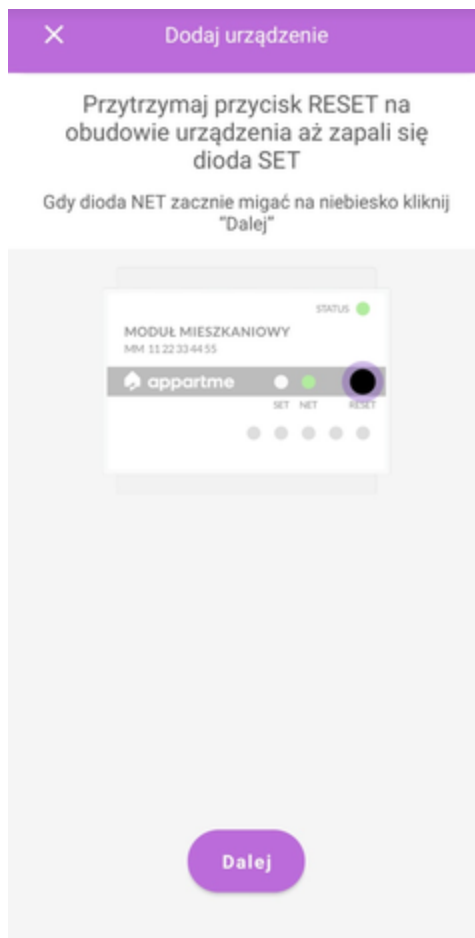 Dodaj urządzenie
Przytrzymaj przycisk RESET na
obudowie urządzenia aż zapali się
dioda SET
Gdy dioda NET zacznie migać na niebiesko kliknij
"Dalej"
STATUS
MODUŁ MIESZKANIOWY
MM 11 22 33 44 55
appartme
SET NET RESET
Dalej